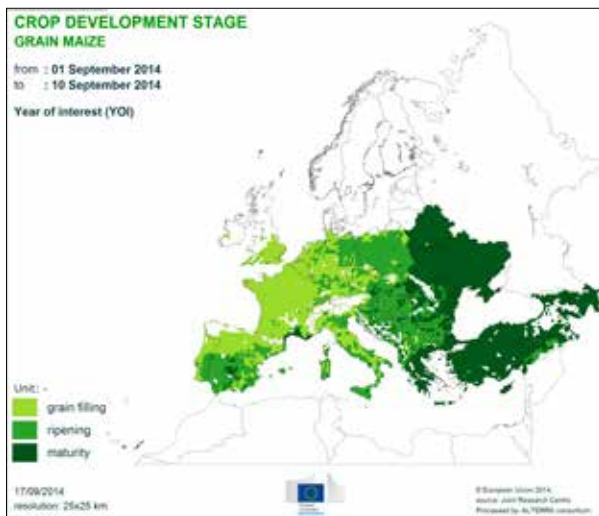 CROP DEVELOPMENT STAGE
GRAIN MAIZE
from : 01 September 2014
to : 10 September 2014
Year of interest (YOI)
Unit: -
grain filling
ripening
maturity
17/09/2014
resolution: 25x25 km
© European Union 2014
source: Joint Research Centre
Processed by ALTERRA consortium